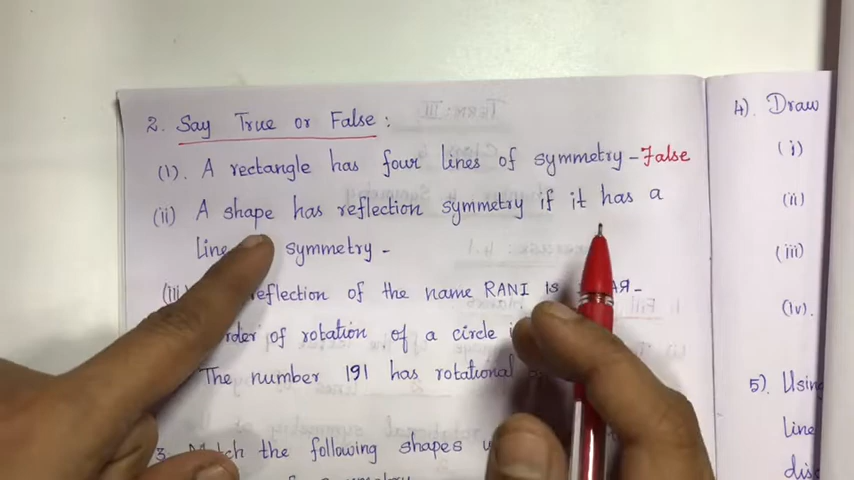 2. Say True or False:
(i). A rectangle has four lines of symmetry - False
(ii) A shape has reflection symmetry if it has a
Line symmetry -
reflection of the name RANI is
rder of rotation of a circle
The number 191 has rotational
3. Match the following shapes
4). Draw
(i)
(ii)
(iii)
(iv).
5). Using
line